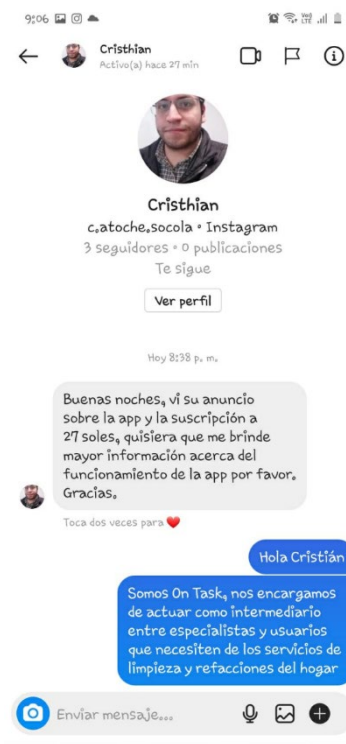 9:06
Cristhian
Activo(a) hace 27 min
Cristhian
c.atoche.socola • Instagram
3 seguidores • 0 publicaciones
Te sigue
Ver perfil
Hoy 8:38 p. m.
Buenas noches, vi su anuncio
sobre la app y la suscripción a
27 soles, quisiera que me brinde
mayor información acerca del
funcionamiento de la app por favor.
Gracias.
Toca dos veces para ❤️
Hola Cristián
Somos On Task, nos encargamos
de actuar como intermediario
entre especialistas y usuarios
que necesiten de los servicios de
limpieza y refacciones del hogar
Enviar mensaje...